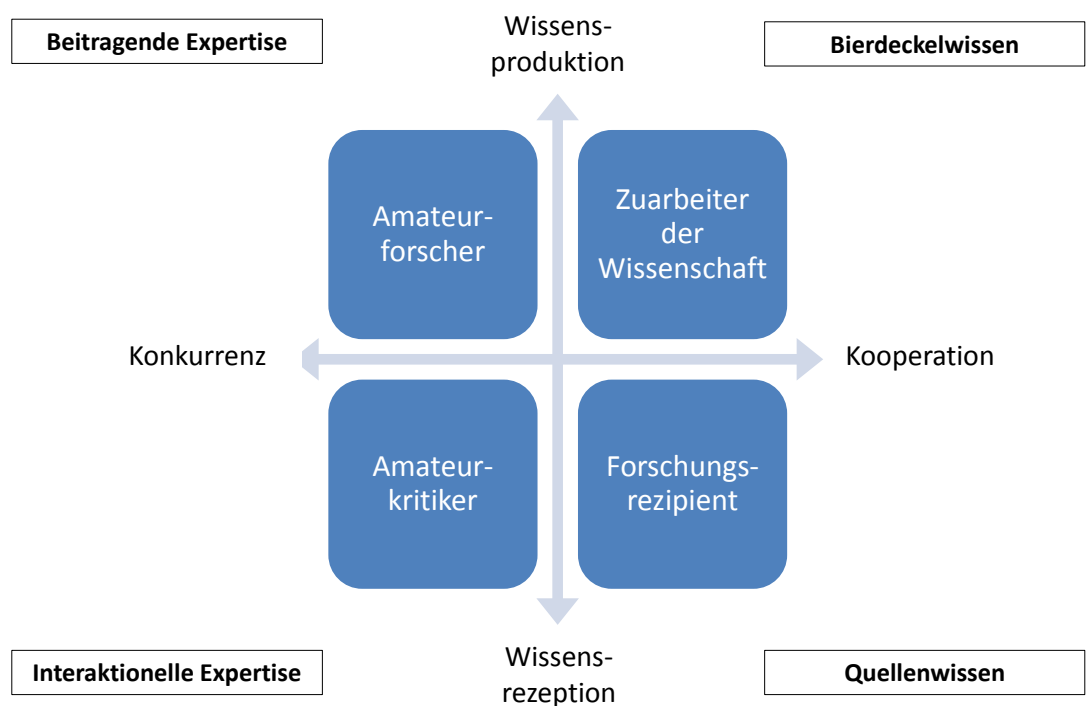 Beitragende Expertise
Wissens-
produktion
Bierdeckelwissen
Amateur-
forscher
Zuarbeiter
der
Wissenschaft
Konkurrenz
Kooperation
Amateur-
kritiker
Forschungs-
rezipient
Interaktionelle Expertise
Wissens-
rezeption
Quellenwissen